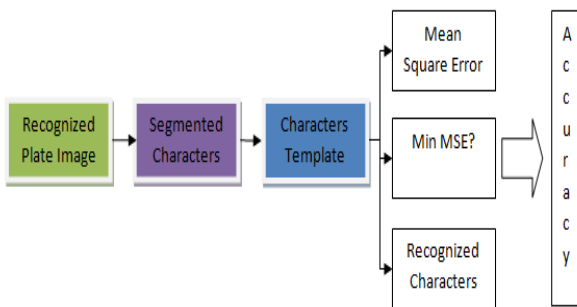 Recognized
Plate Image
Segmented
Characters
Characters
Template
Mean
Square Error
Min MSE?
Recognized
Characters
A
c
c
u
r
a
c
y